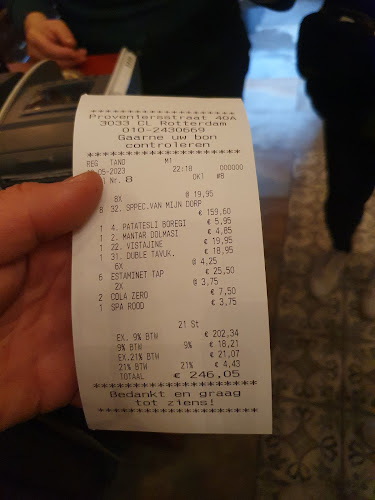 ********************
Proveniersstraat 40A
3033 CL Rotterdam
010-2430669
Gaarne uw bon
controleren
********************
REG TAND M1
05-2023 22:18 000000
Nr. 8 OKT #8
8X @ 19,95
8 32. SPPEC.VAN MIJN DORP
€ 159,60
1 4. PATATESLI BOREGI € 5,95
1 2. MANTAR DOLMASI € 4,85
1 22. VISTAJINE € 19,95
1 31. DUBLE TAVUK. € 18,95
6X @ 4,25
6 ESTAMINET TAP € 25,50
2X @ 3,75
2 COLA ZERO € 7,50
1 SPA ROOD € 3,75
21 St
EX. 9% BTW € 202,34
9% BTW 9% € 18,21
EX.21% BTW € 21,07
21% BTW 21% € 4,43
TOTAAL € 246,05
********************
Bedankt en graag
tot ziens!
********************